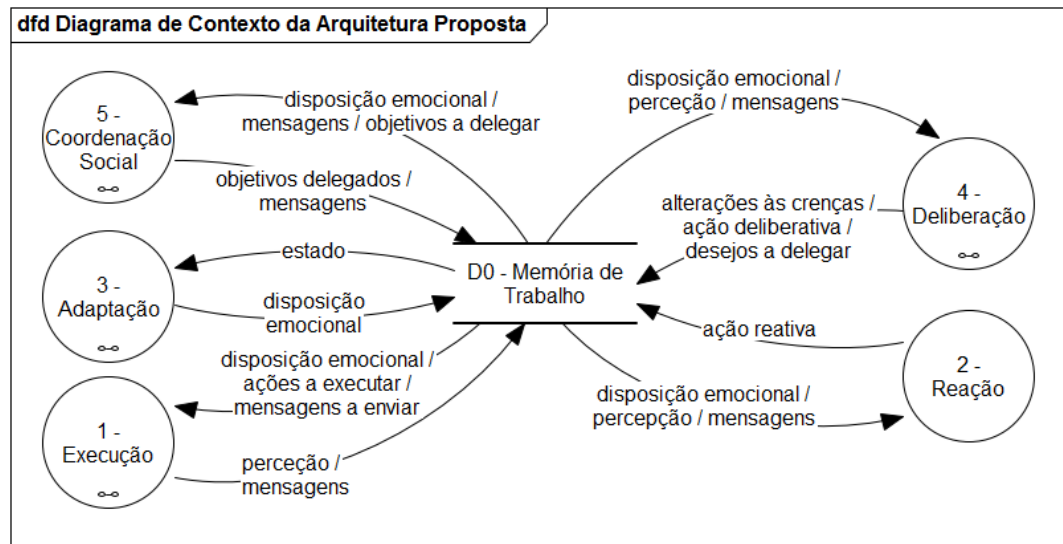 dfd Diagrama de Contexto da Arquitetura Proposta
5 -
Coordenação
Social
disposição emocional /
mensagens / objetivos a delegar
objetivos delegados /
mensagens
disposição emocional /
perceção / mensagens
4 -
Deliberação
alterações às crenças /
ação deliberativa /
desejos a delegar
3 -
Adaptação
estado
disposição
emocional
D0 - Memória de
Trabalho
ação reativa
2 -
Reação
disposição emocional /
percepção / mensagens
disposição emocional /
ações a executar /
mensagens a enviar
1 -
Execução
perceção /
mensagens